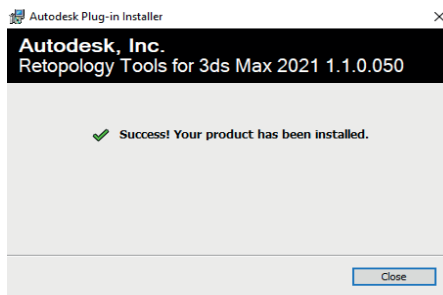 Autodesk Plug-in Installer
Autodesk, Inc.
Retopology Tools for 3ds Max 2021 1.1.0.050
Success! Your product has been installed.
Close